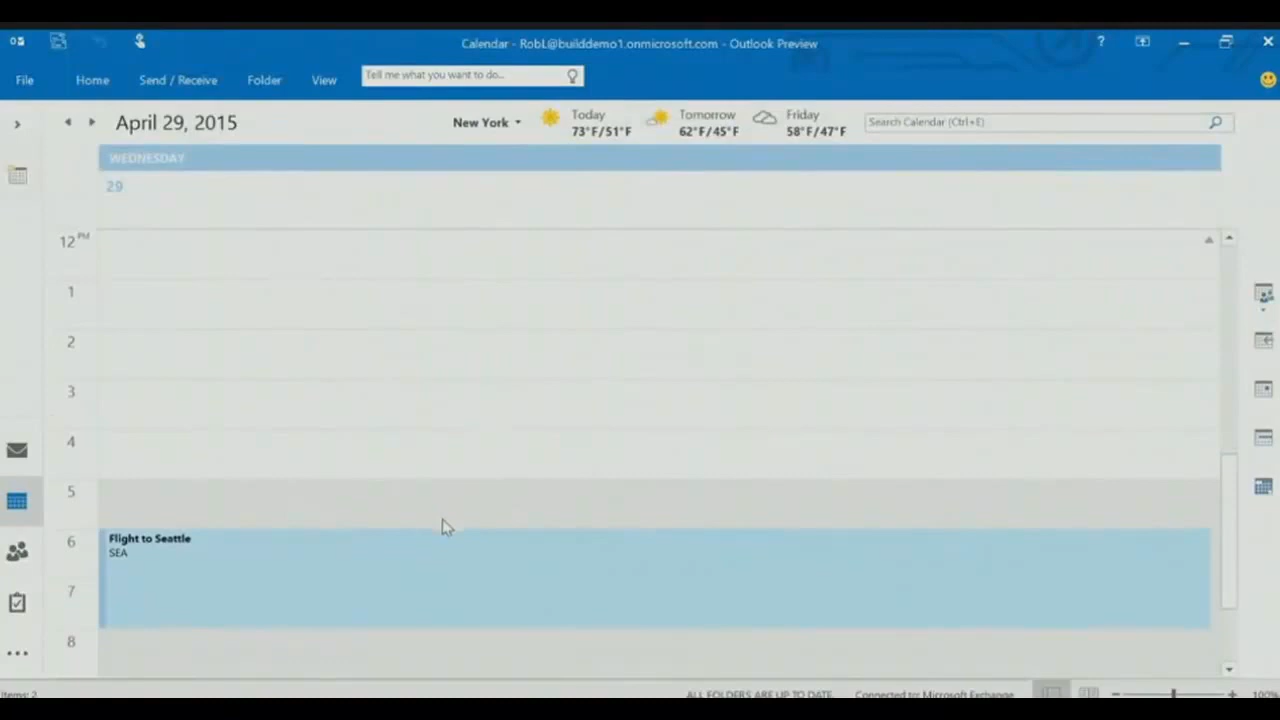 Calendar - RobL@builddemo1.onmicrosoft.com - Outlook Preview
?
File Home Send / Receive Folder View Tell me what you want to do...
April 29, 2015
New York
Today
73°F/51°F
Tomorrow
62°F/45°F
Friday
58°F/47°F
Search Calendar (Ctrl+E)
WEDNESDAY
29
12 PM
1
2
3
4
5
6
Flight to Seattle
SEA
7
8
Items: 2
ALL FOLDERS ARE UP TO DATE.
Connected to: Microsoft Exchange
100%